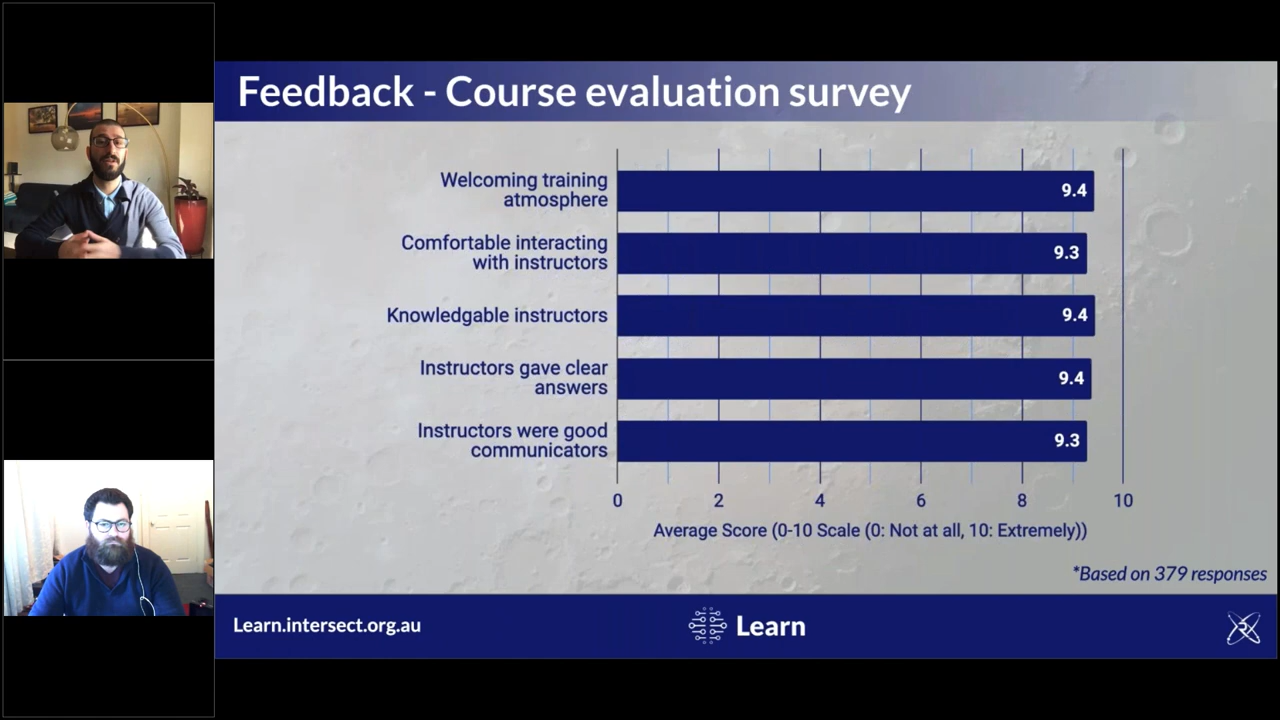 Feedback - Course evaluation survey
Welcoming training
atmosphere
9.4
Comfortable interacting
with instructors
9.3
Knowledgable instructors
9.4
Instructors gave clear
answers
9.4
Instructors were good
communicators
9.3
0 2 4 6 8 10
Average Score (0-10 Scale (0: Not at all, 10: Extremely))
*Based on 379 responses
Learn.intersect.org.au
Learn